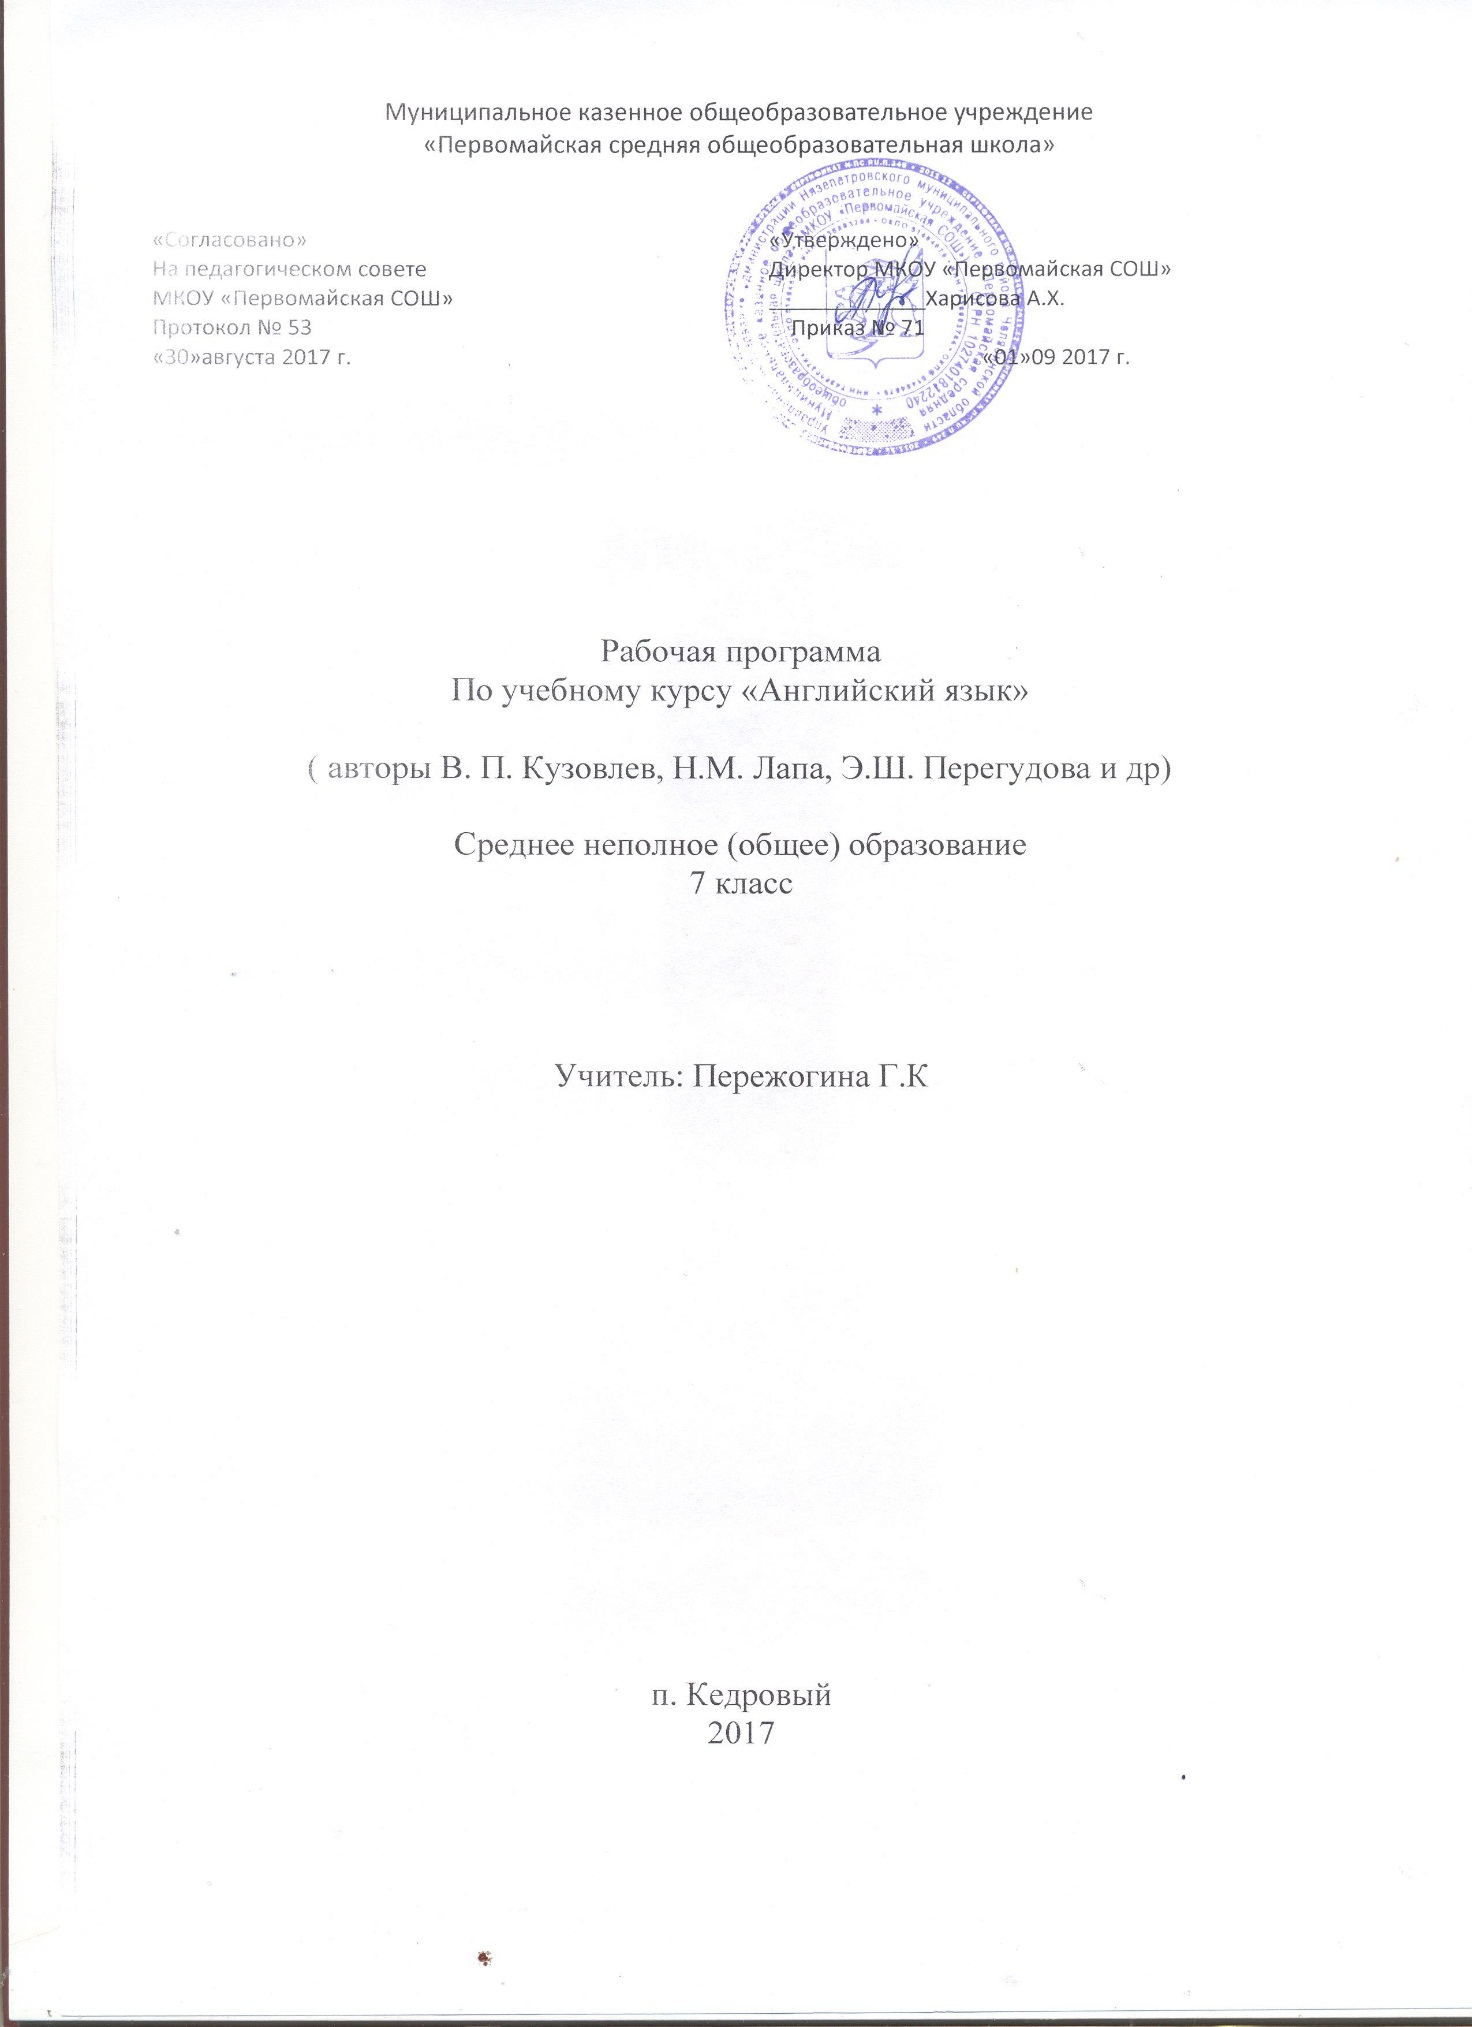 Муниципальное казенное общеобразовательное учреждение
«Первомайская средняя общеобразовательная школа»
«Согласовано»
На педагогическом совете
МКОУ «Первомайская СОШ»
Протокол № 53
«30»августа 2017 г.
«Утверждено»
Директор МКОУ «Первомайская СОШ»
Харисова А.Х.
Приказ № 71
«01»09 2017 г.
Рабочая программа
По учебному курсу «Английский язык»
( авторы В. П. Кузовлев, Н.М. Лапа, Э.Ш. Перегудова и др)
Среднее неполное (общее) образование
7 класс
Учитель: Пережогина Г.К
п. Кедровый
2017